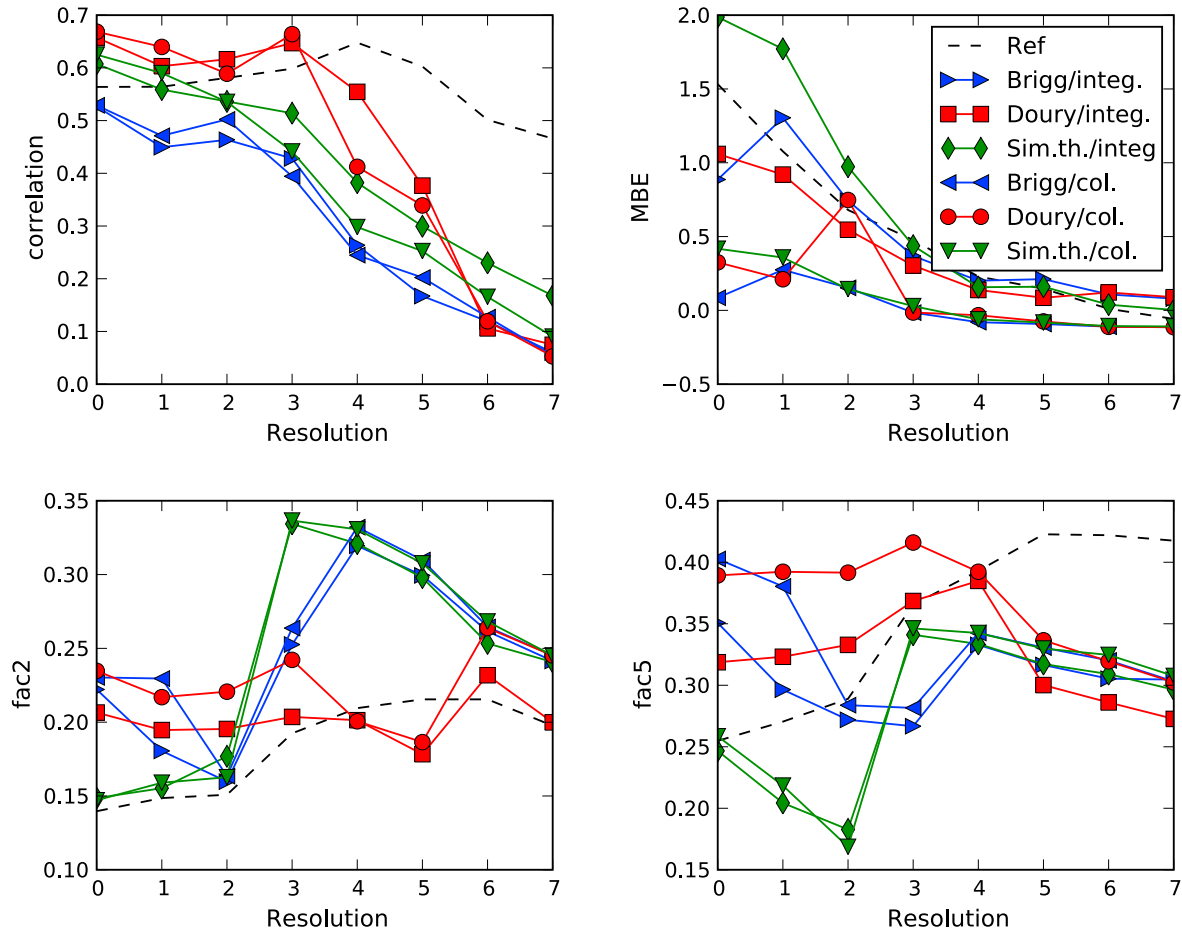 0.7
0.6
0.5
0.4
0.3
0.2
0.1
0.0
correlation
0 1 2 3 4 5 6 7
Resolution
2.0
1.5
1.0
0.5
0.0
−0.5
MBE
0 1 2 3 4 5 6 7
Resolution
Ref
Brigg/integ.
Doury/integ.
Sim.th./integ
Brigg/col.
Doury/col.
Sim.th./col.
0.35
0.30
0.25
0.20
0.15
0.10
fac2
0 1 2 3 4 5 6 7
Resolution
0.45
0.40
0.35
0.30
0.25
0.20
0.15
fac5
0 1 2 3 4 5 6 7
Resolution